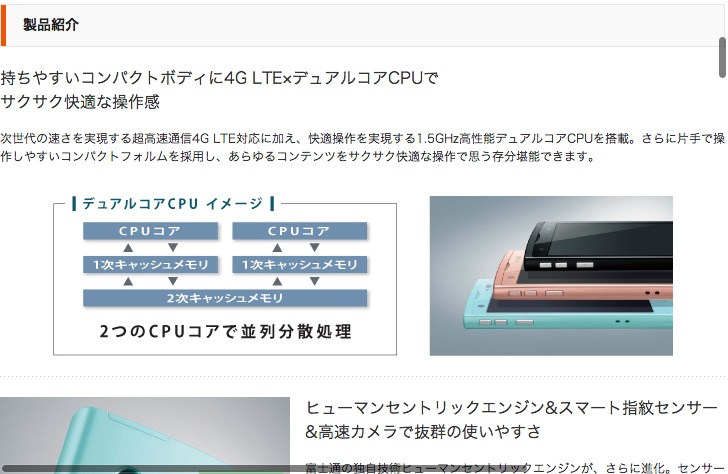 製品紹介
持ちやすいコンパクトボディに4G LTE×デュアルコアCPUで
サクサク快適な操作感
次世代の速さを実現する超高速通信4G LTE対応に加え、快適操作を実現する1.5GHz高性能デュアルコアCPUを搭載。さらに片手で操
作しやすいコンパクトフォルムを採用し、あらゆるコンテンツをサクサク快適な操作で思う存分堪能できます。
デュアルコアCPU イメージ
CPUコア CPUコア
1次キャッシュメモリ 1次キャッシュメモリ
2次キャッシュメモリ
2つのCPUコアで並列分散処理
ヒューマンセントリックエンジン&スマート指紋センサー
&高速カメラで抜群の使いやすさ
富士通の独自技術ヒューマンセントリックエンジンが、さらに進化。センサー